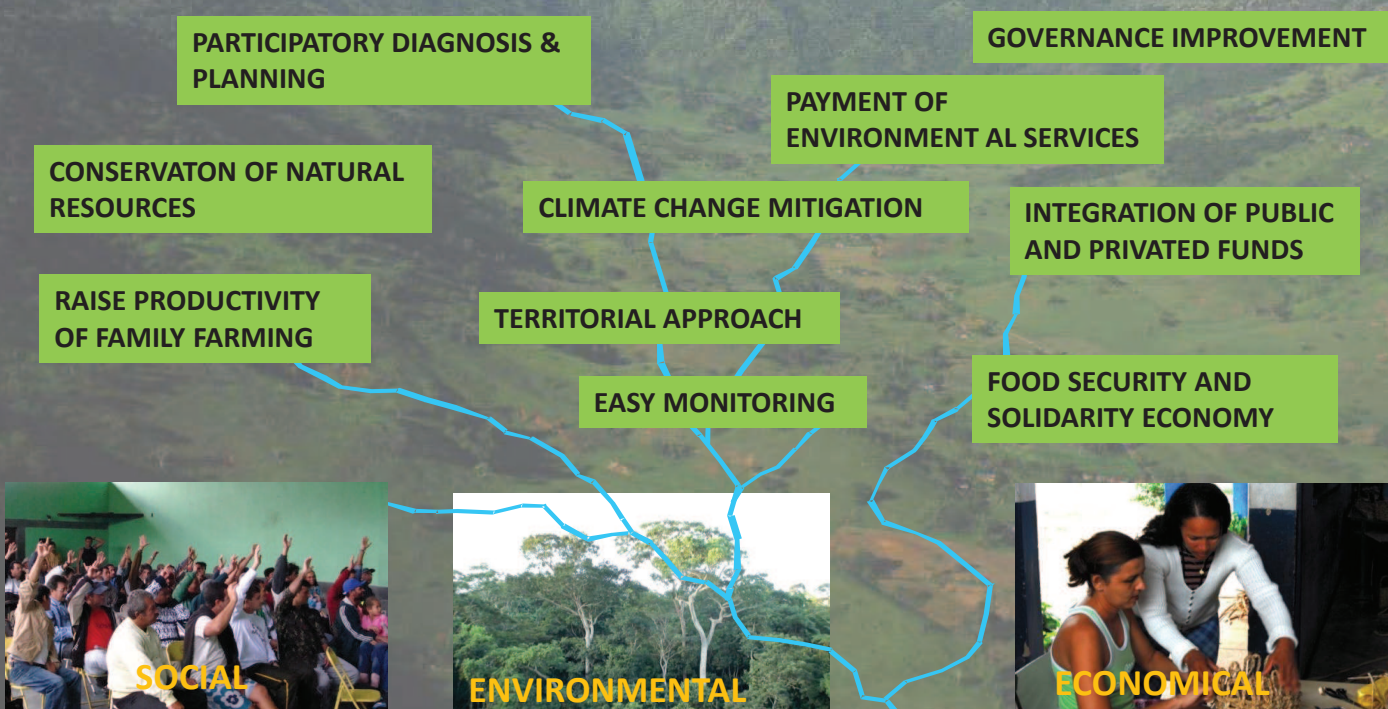 PARTICIPATORY DIAGNOSIS &
PLANNING
GOVERNANCE IMPROVEMENT
PAYMENT OF
ENVIRONMENT AL SERVICES
CONSERVATON OF NATURAL
RESOURCES
CLIMATE CHANGE MITIGATION
INTEGRATION OF PUBLIC
AND PRIVATED FUNDS
RAISE PRODUCTIVITY
OF FAMILY FARMING
TERRITORIAL APPROACH
FOOD SECURITY AND
SOLIDARITY ECONOMY
EASY MONITORING
SOCIAL
ENVIRONMENTAL
ECONOMICAL